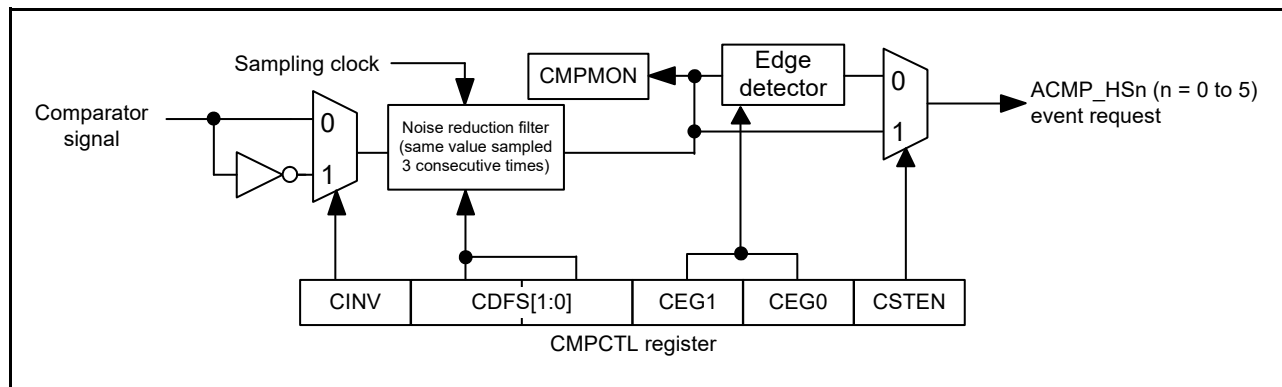 Sampling clock
CMPMON
Edge
detector
0
1
ACMP_HSn (n = 0 to 5)
event request
Comparator
signal
0
1
Noise reduction filter
(same value sampled
3 consecutive times)
CINV
CDFS[1:0]
CEG1
CEG0
CSTEN
CMPCTL register